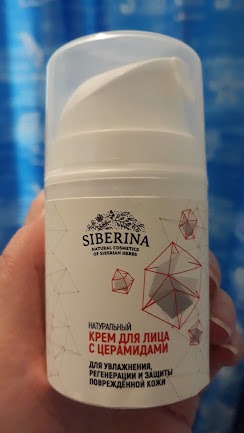 SIBERINA
NATURAL COSMETICS
OF SIBERIAN HERBS
НАТУРАЛЬНЫЙ
КРЕМ ДЛЯ ЛИЦА
С ЦЕРАМИДАМИ
ДЛЯ УВЛАЖНЕНИЯ,
РЕГЕНЕРАЦИИ И ЗАЩИТЫ
ПОВРЕЖДЁННОЙ КОЖИ